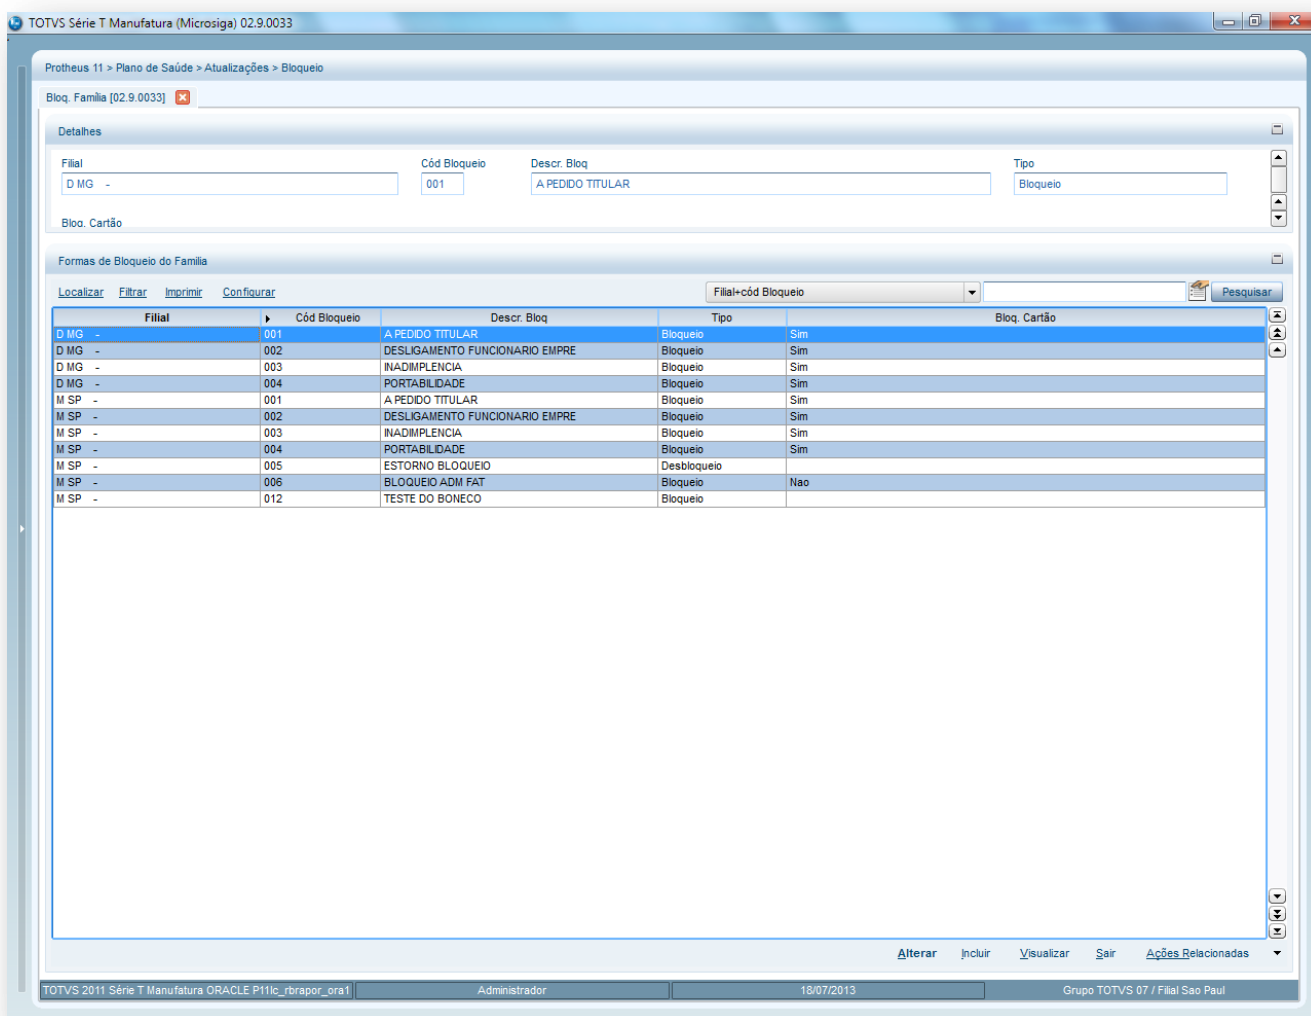 TOTVS Série T Manufatura (Microsiga) 02.9.0033
Protheus 11 > Plano de Saúde > Atualizações > Bloqueio
Bloq. Família [02.9.0033]
Detalhes
Filial Cód Bloqueio Descr. Bloq Tipo
D MG - 001 A PEDIDO TITULAR Bloqueio
Bloq. Cartão
Formas de Bloqueio do Familia
Localizar Filtrar Imprimir Configurar Filial+cód Bloqueio Pesquisar
Filial Cód Bloqueio Descr. Bloq Tipo Bloq. Cartão
D MG - 001 A PEDIDO TITULAR Bloqueio Sim
D MG - 002 DESLIGAMENTO FUNCIONARIO EMPRE Bloqueio Sim
D MG - 003 INADIMPLENCIA Bloqueio Sim
D MG - 004 PORTABILIDADE Bloqueio Sim
M SP - 001 A PEDIDO TITULAR Bloqueio Sim
M SP - 002 DESLIGAMENTO FUNCIONARIO EMPRE Bloqueio Sim
M SP - 003 INADIMPLENCIA Bloqueio Sim
M SP - 004 PORTABILIDADE Bloqueio Sim
M SP - 005 ESTORNO BLOQUEIO Desbloqueio
M SP - 006 BLOQUEIO ADM FAT Bloqueio Nao
M SP - 012 TESTE DO BONECO Bloqueio
Alterar Incluir Visualizar Sair Ações Relacionadas
TOTVS 2011 Série T Manufatura ORACLE P11lc_rbrapor_ora1 Administrador 18/07/2013 Grupo TOTVS 07 / Filial Sao Paul